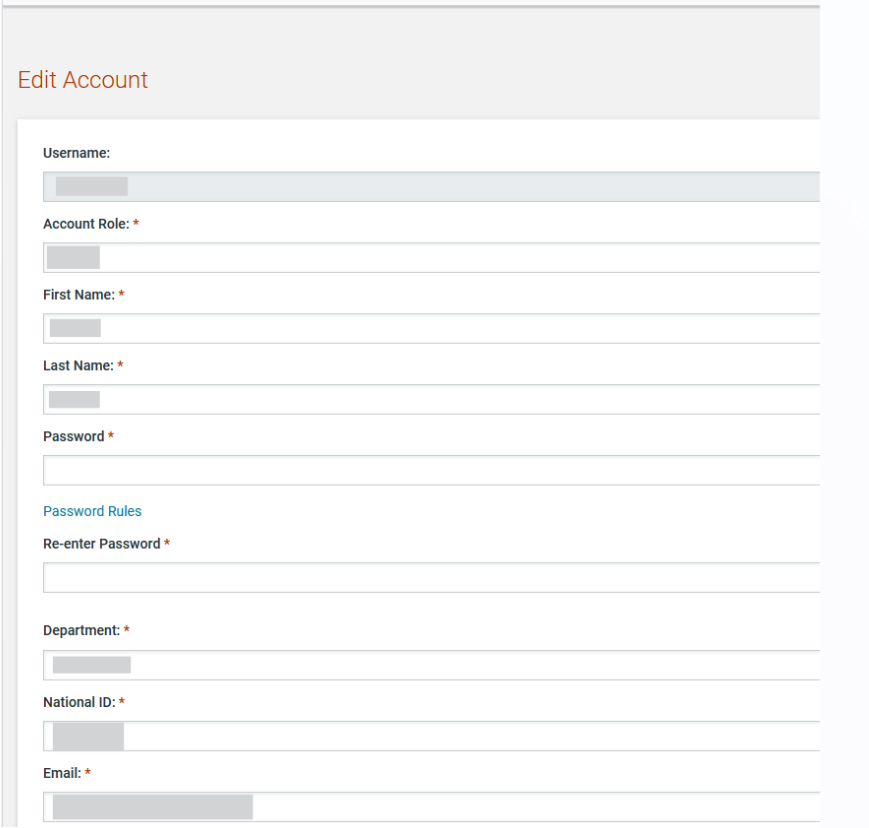 Edit Account
Username:
Account Role: *
First Name: *
Last Name: *
Password *
Password Rules
Re-enter Password *
Department: *
National ID: *
Email: *